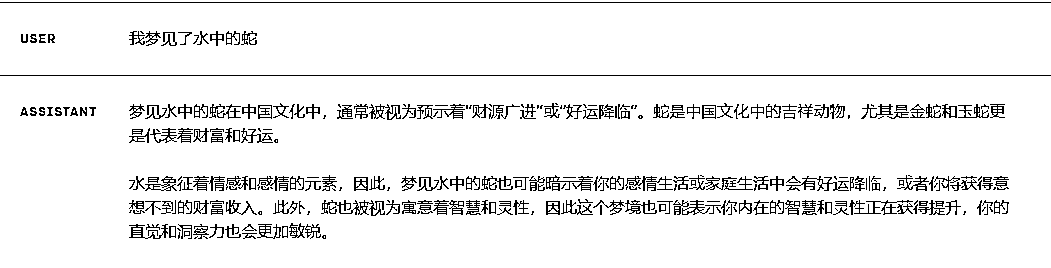 USER
我梦见了水中的蛇
ASSISTANT
梦见水中的蛇在中国文化中，通常被视为预示着“财源广进”或“好运降临”。蛇是中国文化中的吉祥动物，尤其是金蛇和玉蛇更
是代表着财富和好运。
水是象征着情感和感情的元素，因此，梦见水中的蛇也可能暗示着你的感情生活或家庭生活中会有好运降临，或者你将获得意
想不到的财富收入。此外，蛇也被视为寓意着智慧和灵性，因此这个梦境也可能表示你内在的智慧和灵性正在获得提升，你的
直觉和洞察力也会更加敏锐。